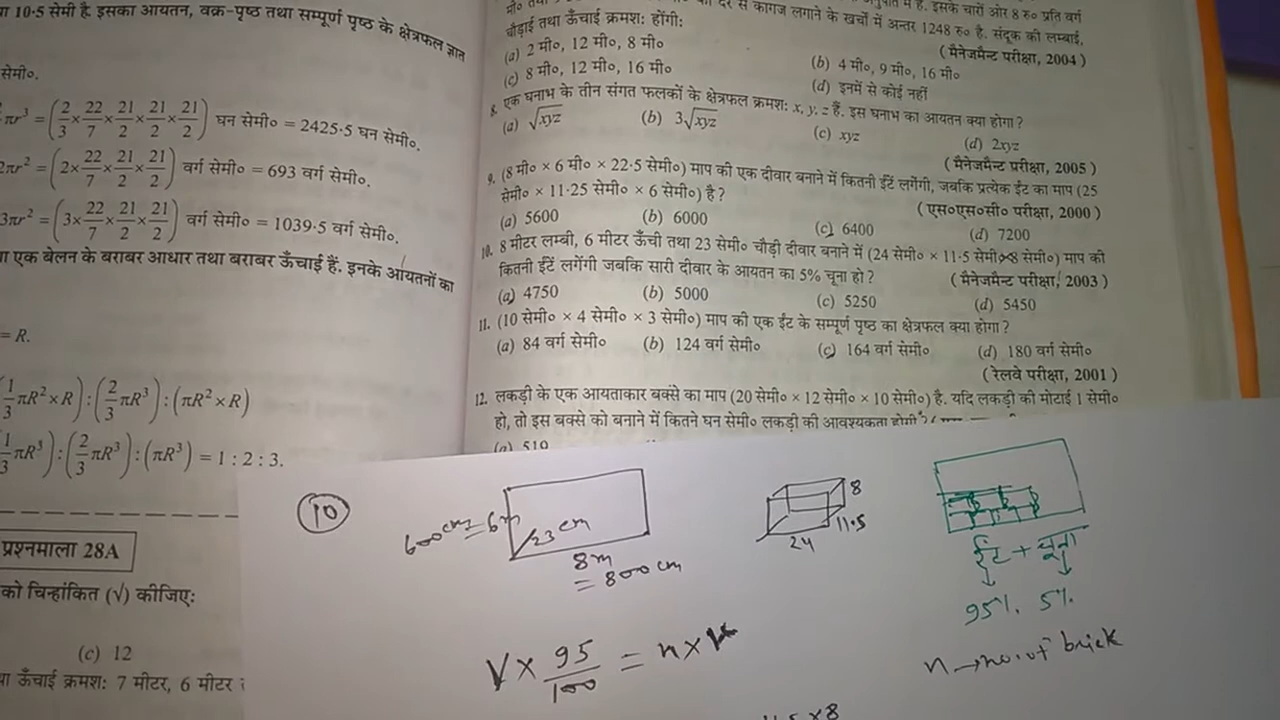 10·5 सेमी है. इसका आयतन, वक्र-पृष्ठ तथा सम्पूर्ण पृष्ठ के क्षेत्रफल ज्ञात
सेमी०.
πr³ = (2/3 × 22/7 × 21/2 × 21/2 × 21/2) घन सेमी० = 2425·5 घन सेमी०.
2πr² = (2 × 22/7 × 21/2 × 21/2) वर्ग सेमी० = 693 वर्ग सेमी०.
3πr² = (3 × 22/7 × 21/2 × 21/2) वर्ग सेमी० = 1039·5 वर्ग सेमी०.
एक बेलन के बराबर आधार तथा बराबर ऊँचाई हैं. इनके आयतनों का
= R.
1/3 πR² × R) : (2/3 πR³) : (πR² × R)
1/3 πR³) : (2/3 πR³) : (πR³) = 1 : 2 : 3.
प्रश्नमाला 28A
को चिन्हांकित (√) कीजिए:
(c) 12
ऊँचाई क्रमश: 7 मीटर, 6 मीटर
में है. इसके चारों ओर 8 रु० प्रति वर्ग
दर से कागज लगाने के खर्चों में अन्तर 1248 रु० है. संदूक की लम्बाई,
चौड़ाई तथा ऊँचाई क्रमश: होंगी:
(मैनेजमैन्ट परीक्षा, 2004)
(a) 2 मी०, 12 मी०, 8 मी० (b) 4 मी०, 9 मी०, 16 मी०
(c) 8 मी०, 12 मी०, 16 मी० (d) इनमें से कोई नहीं
8. एक घनाभ के तीन संगत फलकों के क्षेत्रफल क्रमश: x, y, z हैं. इस घनाभ का आयतन क्या होगा?
(a) √xyz (b) 3√xyz (c) xyz (d) 2xyz
(मैनेजमैन्ट परीक्षा, 2005)
9. (8 मी० × 6 मी० × 22·5 सेमी०) माप की एक दीवार बनाने में कितनी ईंटें लगेंगी, जबकि प्रत्येक ईंट का माप (25
सेमी० × 11·25 सेमी० × 6 सेमी०) है?
(एस०एस०सी० परीक्षा, 2000)
(a) 5600 (b) 6000 (c) 6400 (d) 7200
10. 8 मीटर लम्बी, 6 मीटर ऊँची तथा 23 सेमी० चौड़ी दीवार बनाने में (24 सेमी० × 11·5 सेमी० × 8 सेमी०) माप की
कितनी ईंटें लगेंगी जबकि सारी दीवार के आयतन का 5% चूना हो?
(मैनेजमैन्ट परीक्षा, 2003)
(a) 4750 (b) 5000 (c) 5250 (d) 5450
11. (10 सेमी० × 4 सेमी० × 3 सेमी०) माप की एक ईंट के सम्पूर्ण पृष्ठ का क्षेत्रफल क्या होगा?
(a) 84 वर्ग सेमी० (b) 124 वर्ग सेमी० (c) 164 वर्ग सेमी० (d) 180 वर्ग सेमी०
(रेलवे परीक्षा, 2001)
12. लकड़ी के एक आयताकार बक्से का माप (20 सेमी० × 12 सेमी० × 10 सेमी०) है. यदि लकड़ी की मोटाई 1 सेमी०
हो, तो इस बक्से को बनाने में कितने घन सेमी० लकड़ी की आवश्यकता होगी?
(a) 510
10
600cm = 6m
23 cm
8m
= 800 cm
8
11.5
24
ईंट + चूना
95% 5%
V × 95/100 = n ×
n → no. of brick
11.5 × 8